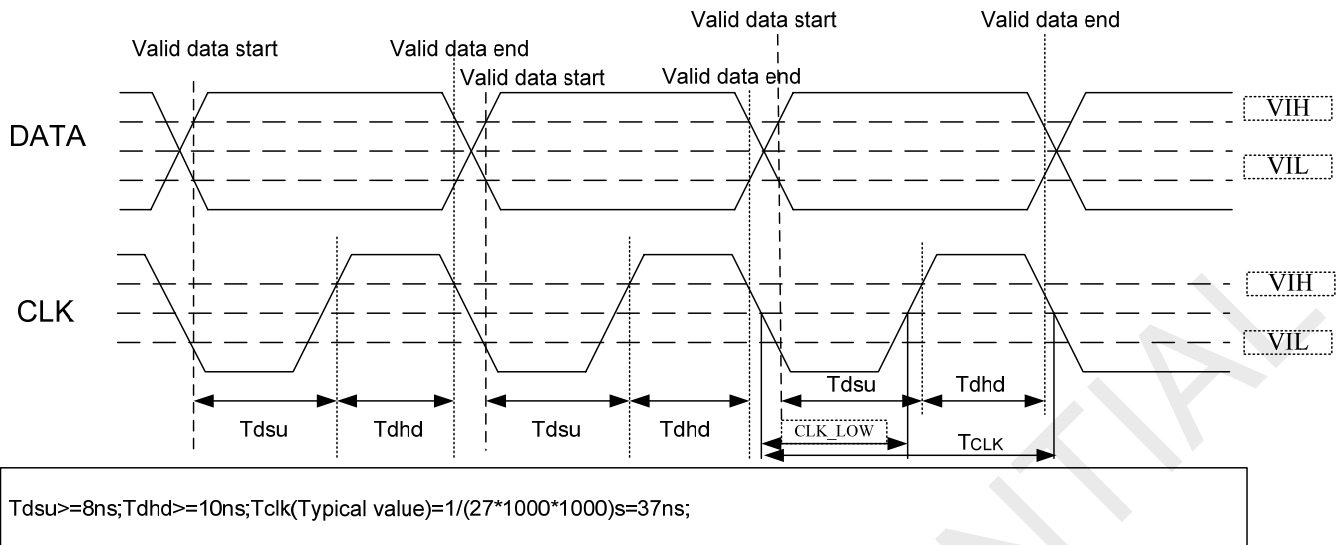 Valid data start
Valid data end
Valid data start
Valid data end
Valid data start
Valid data end
DATA
VIH
VIL
CLK
VIH
VIL
Tdsu
Tdhd
Tdsu
Tdhd
Tdsu
Tdhd
CLK_LOW
TCLK
Tdsu>=8ns;Tdhd>=10ns;Tclk(Typical value)=1/(27*1000*1000)s=37ns;
NTIAL